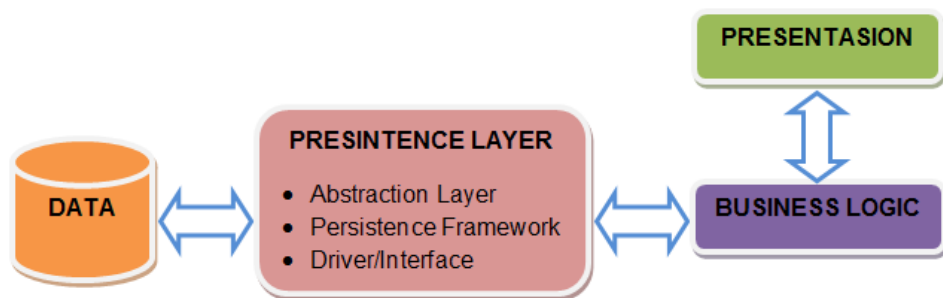 PRESENTASION
PRESINTENCE LAYER
• Abstraction Layer
• Persistence Framework
• Driver/Interface
DATA
BUSINESS LOGIC